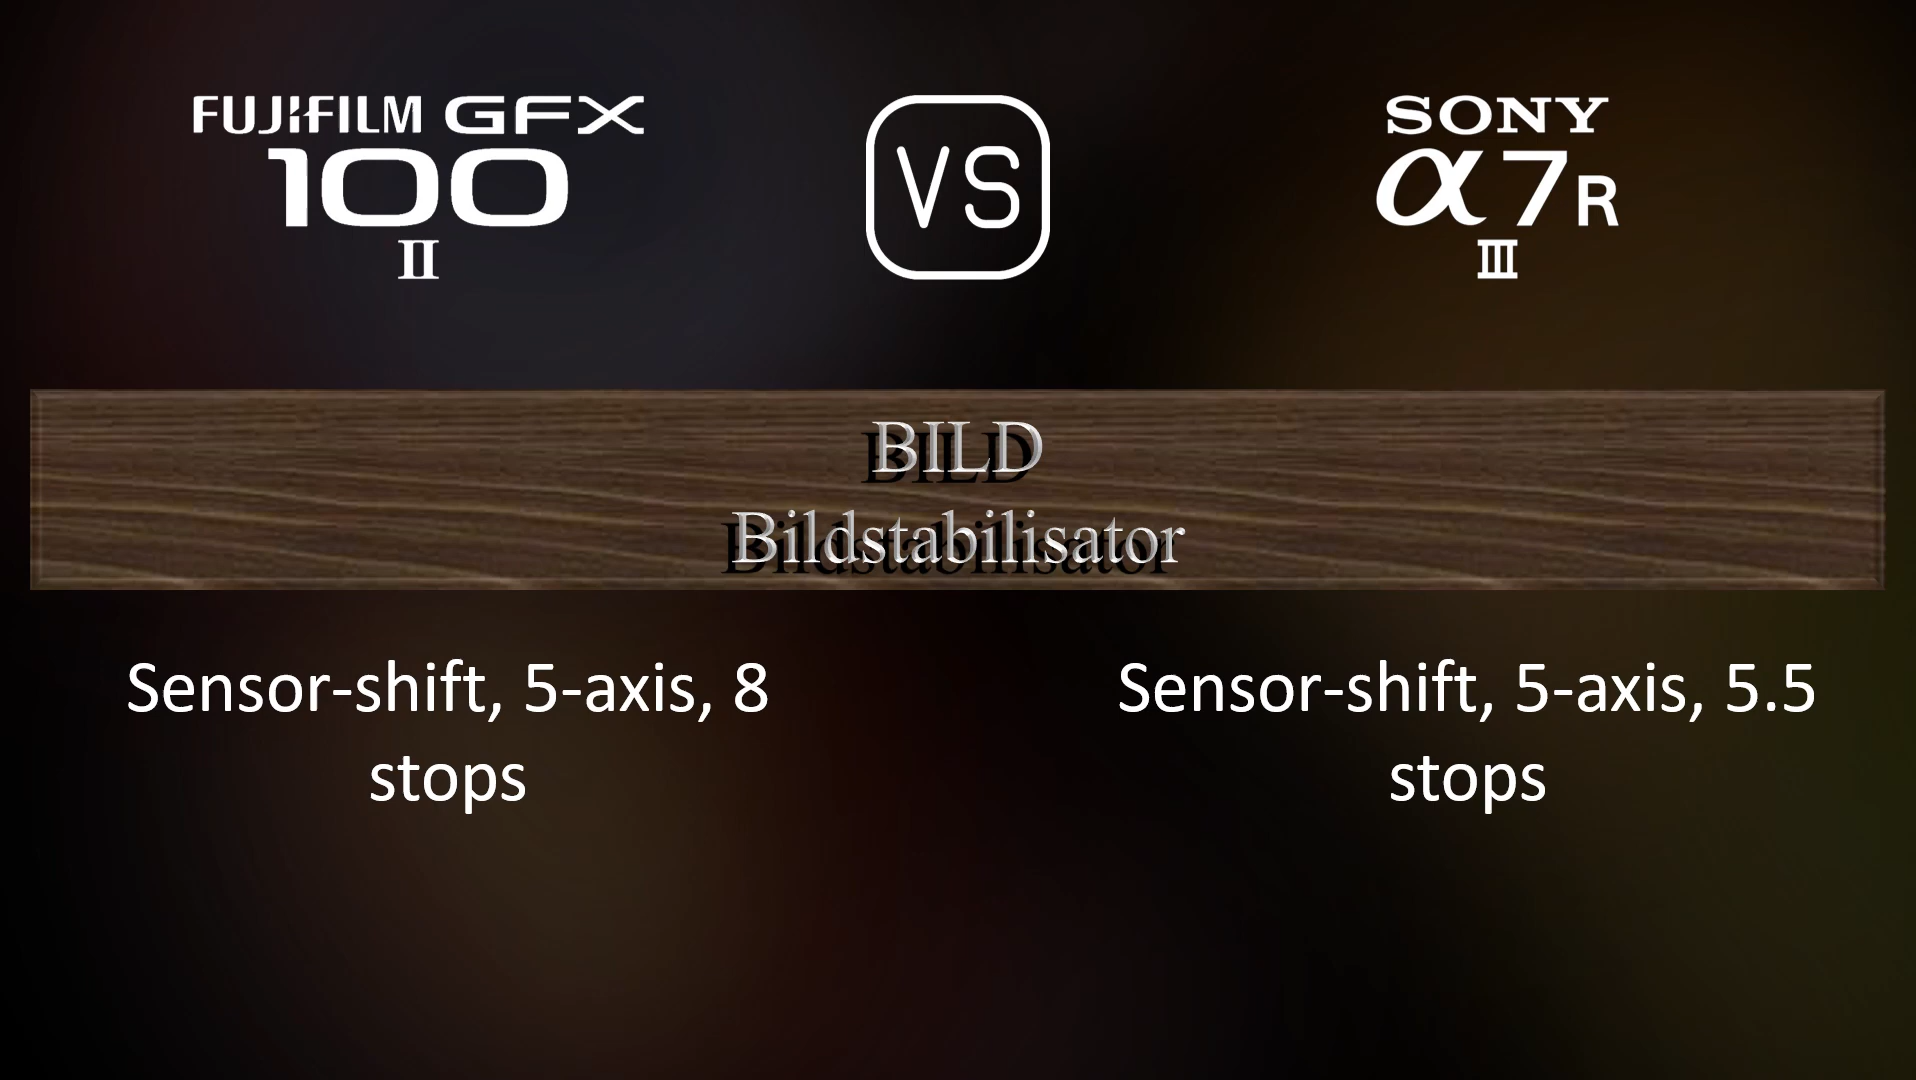 FUJIFILM GFX
100
II
VS
SONY
α7R
III
BILD
Bildstabilisator
Sensor-shift, 5-axis, 8
stops
Sensor-shift, 5-axis, 5.5
stops